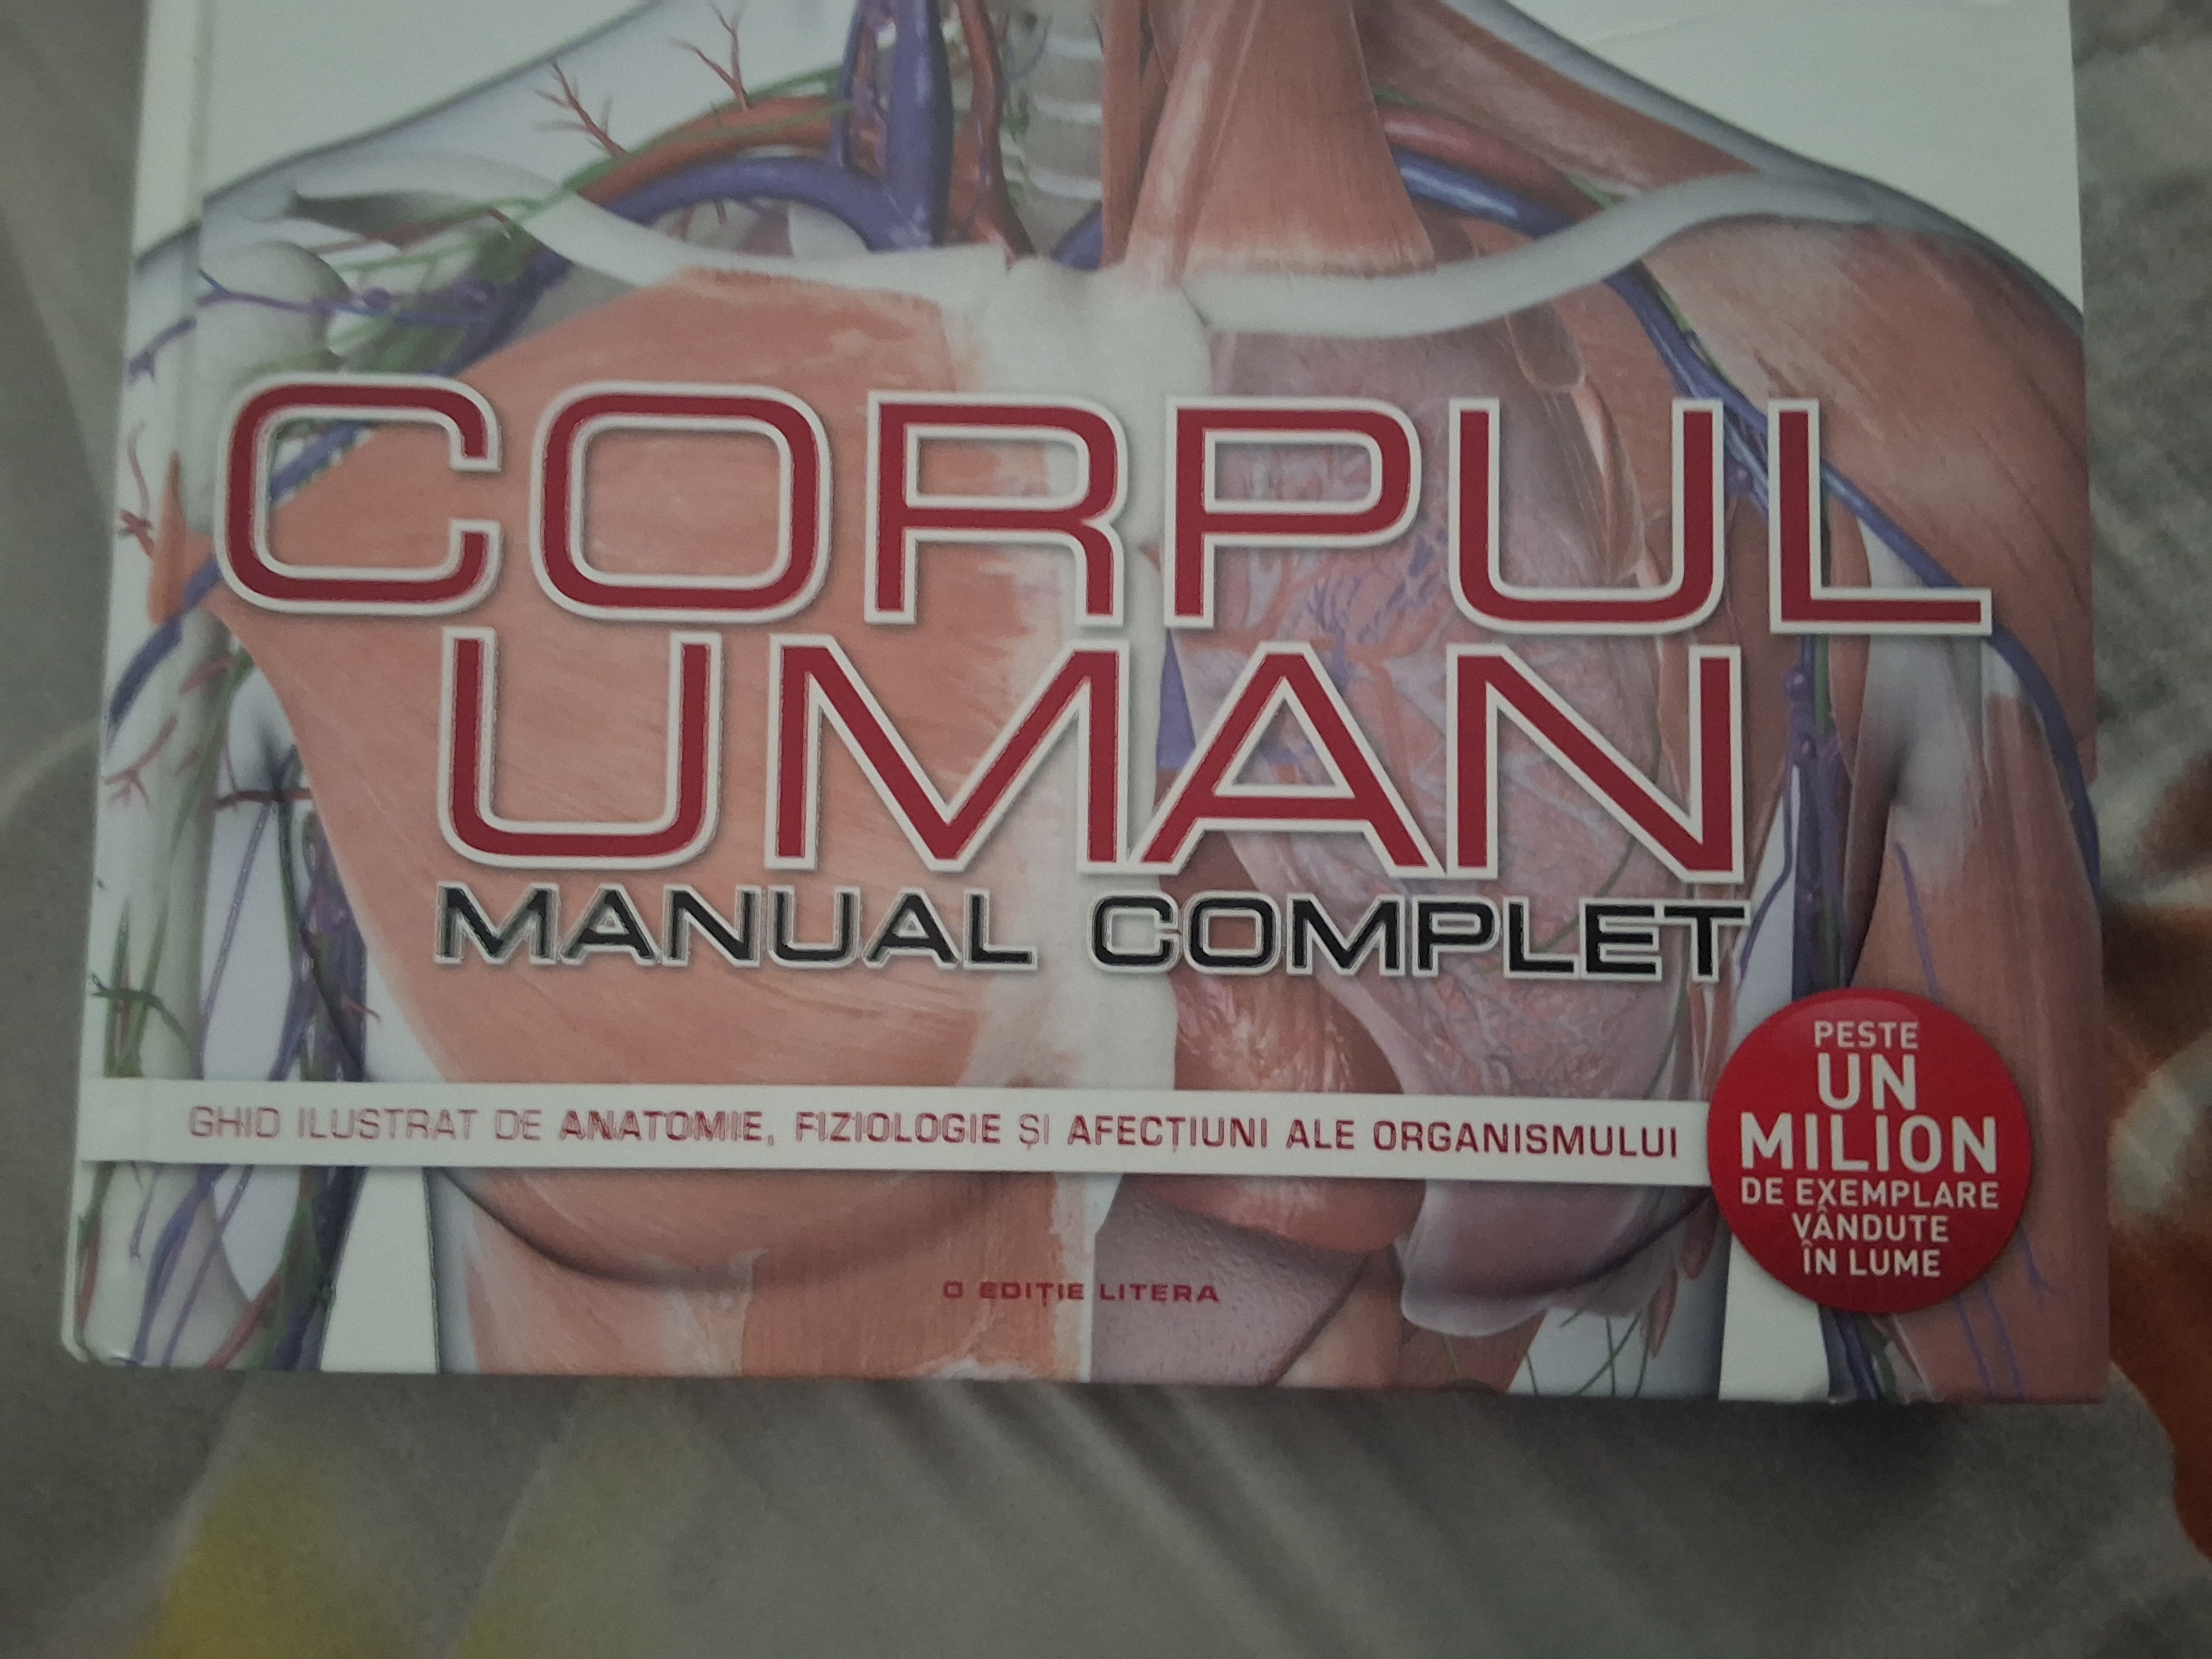 CORPUL
UMAN
MANUAL COMPLET
GHID ILUSTRAT DE ANATOMIE, FIZIOLOGIE ȘI AFECȚIUNI ALE ORGANISMULUI
PESTE
UN
MILION
DE EXEMPLARE
VÂNDUTE
ÎN LUME
O EDIȚIE LITERA